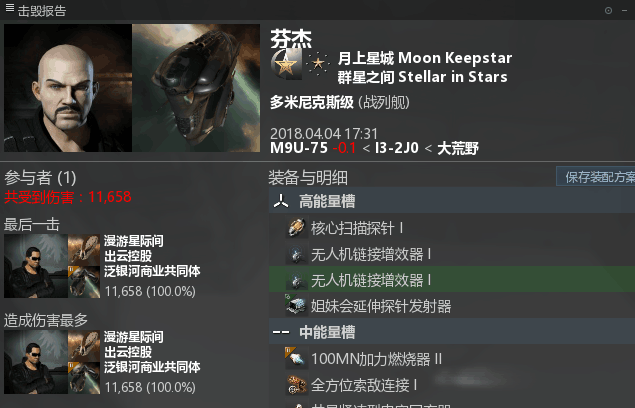 击毁报告
芬杰
月上星城 Moon Keepstar
群星之间 Stellar in Stars
多米尼克斯级 (战列舰)
2018.04.04 17:31
M9U-75 -0.1 < I3-2J0 < 大荒野
参与者 (1)
共受到伤害：11,658
最后一击
漫游星际间
出云控股
泛银河商业共同体
11,658 (100.0%)
造成伤害最多
漫游星际间
出云控股
泛银河商业共同体
11,658 (100.0%)
装备与明细
保存装配方案
高能量槽
核心扫描探针 I
无人机链接增效器 I
无人机链接增效器 I
姐妹会延伸探针发射器
中能量槽
100MN加力燃烧器 II
全方位索敌连接 I